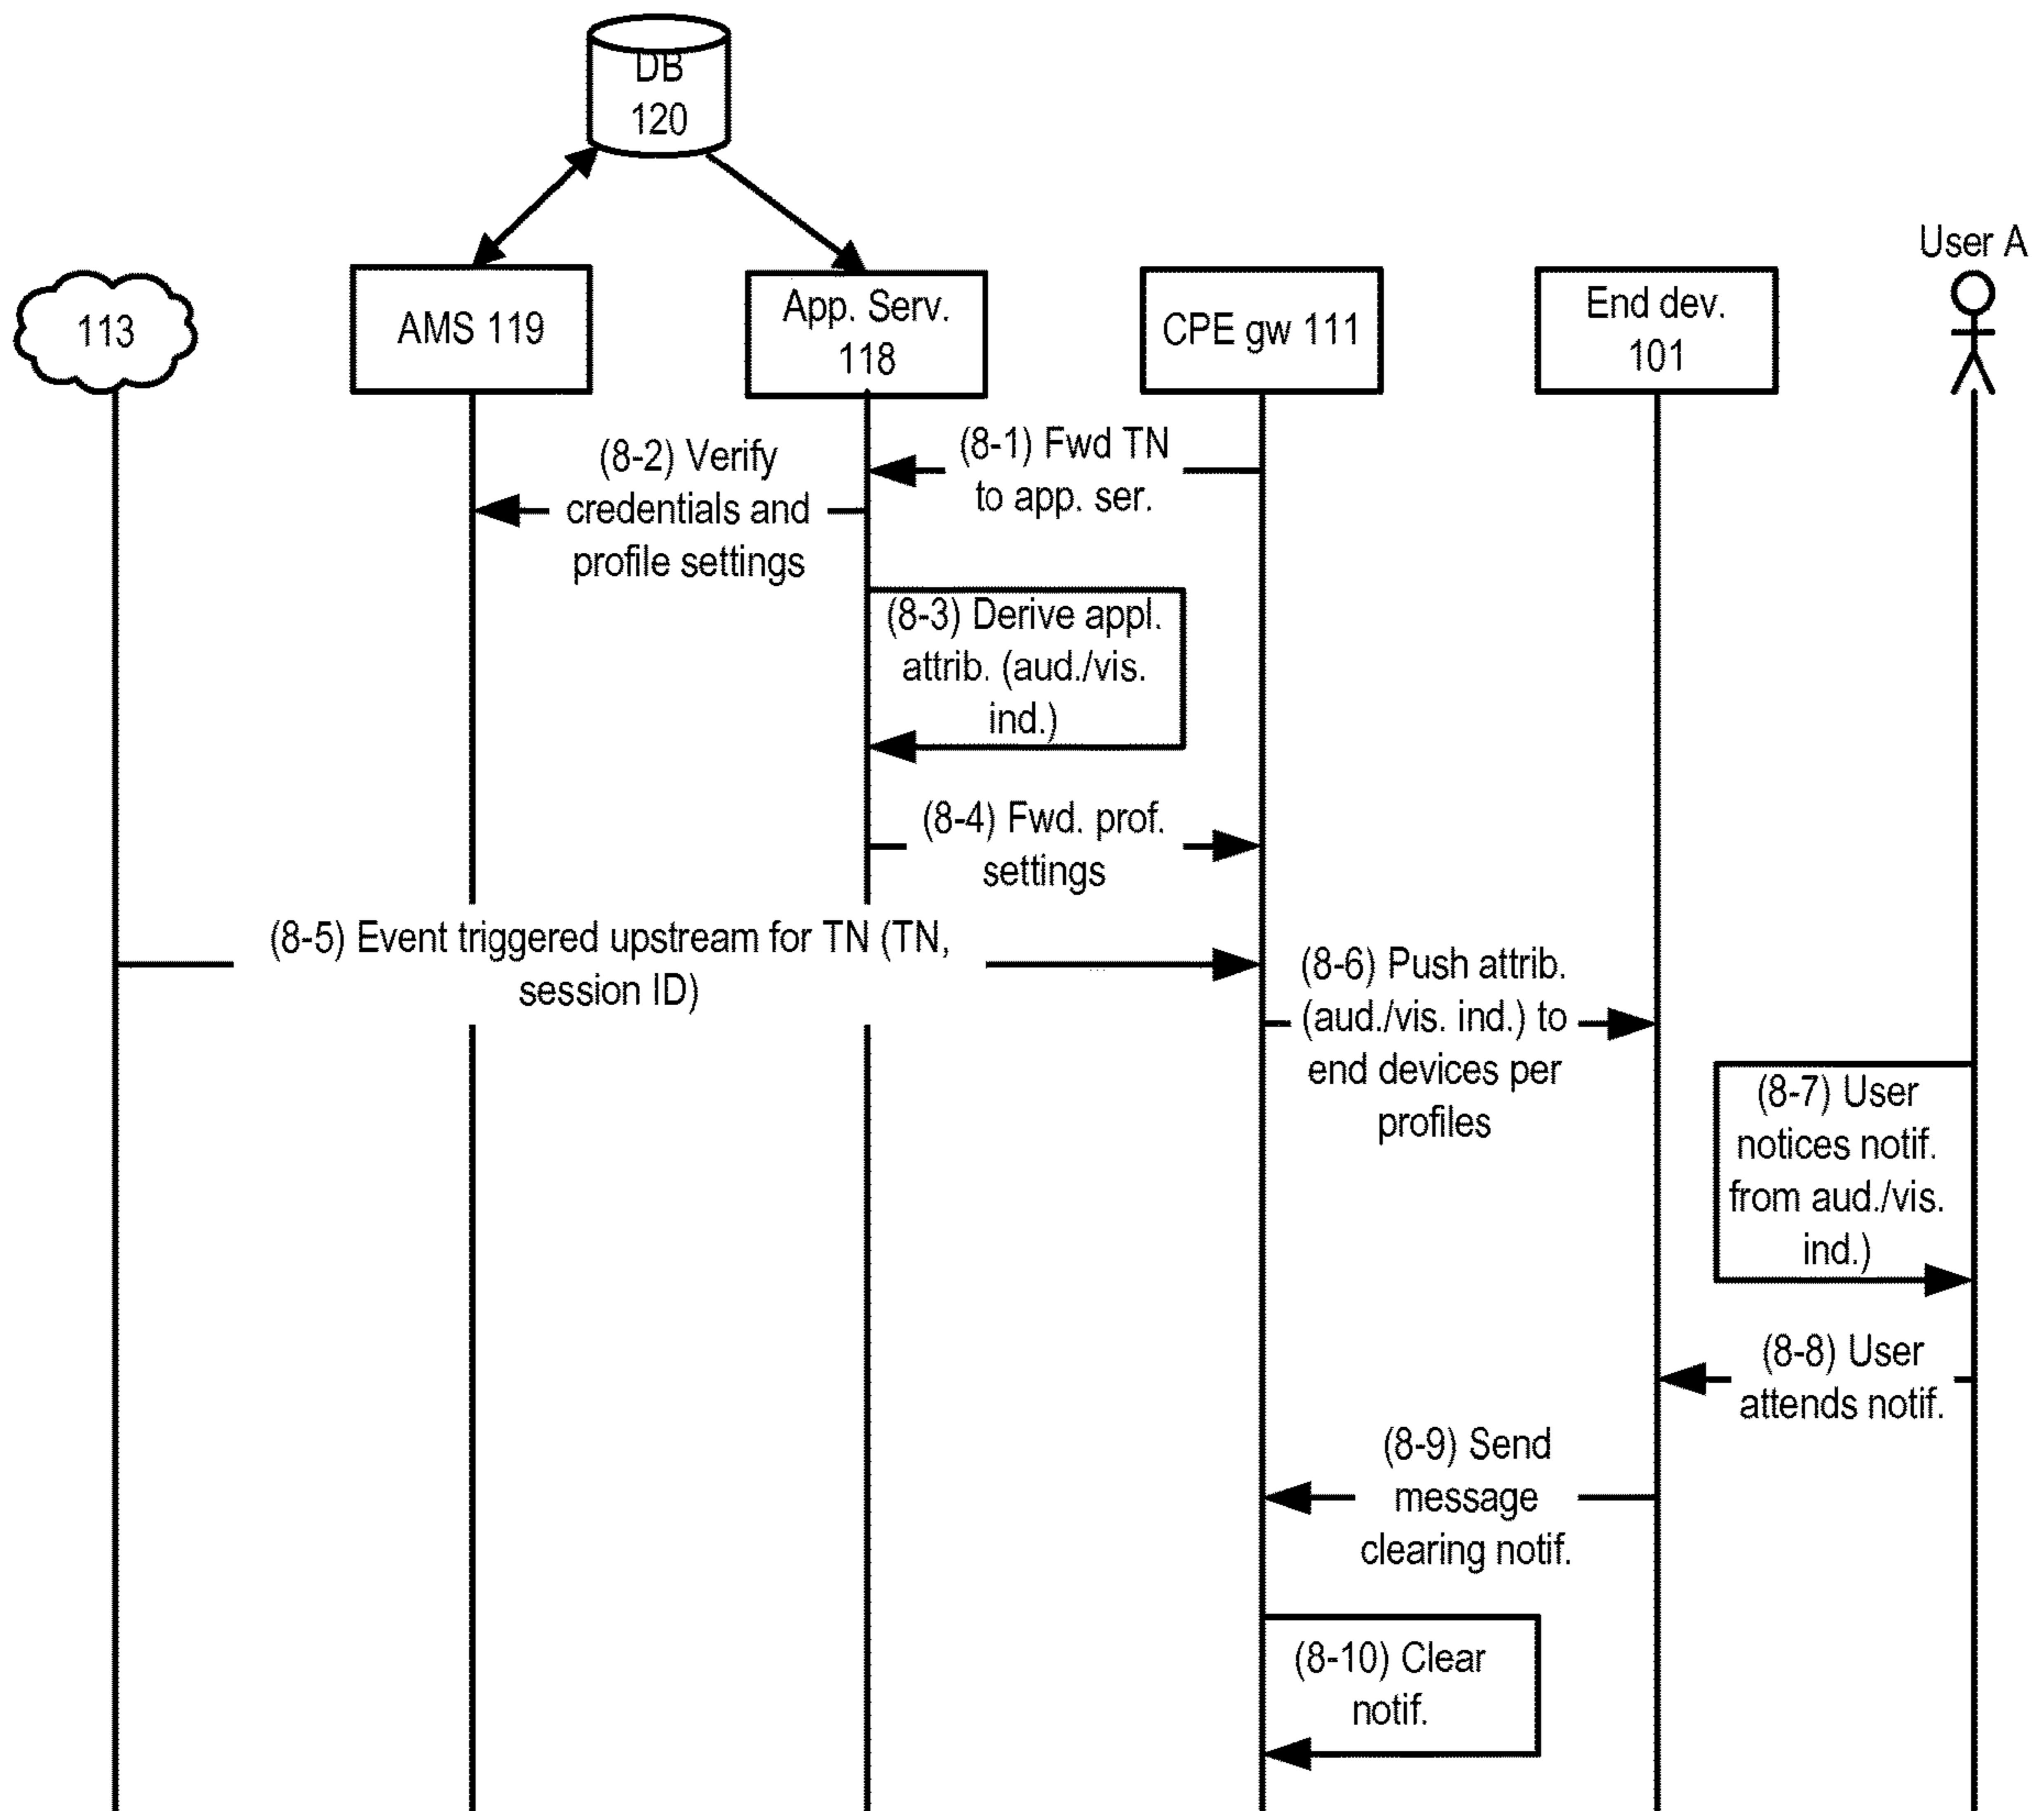 DB
120
User A
113
AMS 119
App. Serv.
118
CPE gw 111
End dev.
101
(8-1) Fwd TN
to app. ser.
(8-2) Verify
credentials and
profile settings
(8-3) Derive appl.
attrib. (aud./vis.
ind.)
(8-4) Fwd. prof.
settings
(8-5) Event triggered upstream for TN (TN,
session ID)
(8-6) Push attrib.
(aud./vis. ind.) to
end devices per
profiles
(8-7) User
notices notif.
from aud./vis.
ind.)
(8-8) User
attends notif.
(8-9) Send
message
clearing notif.
(8-10) Clear
notif.